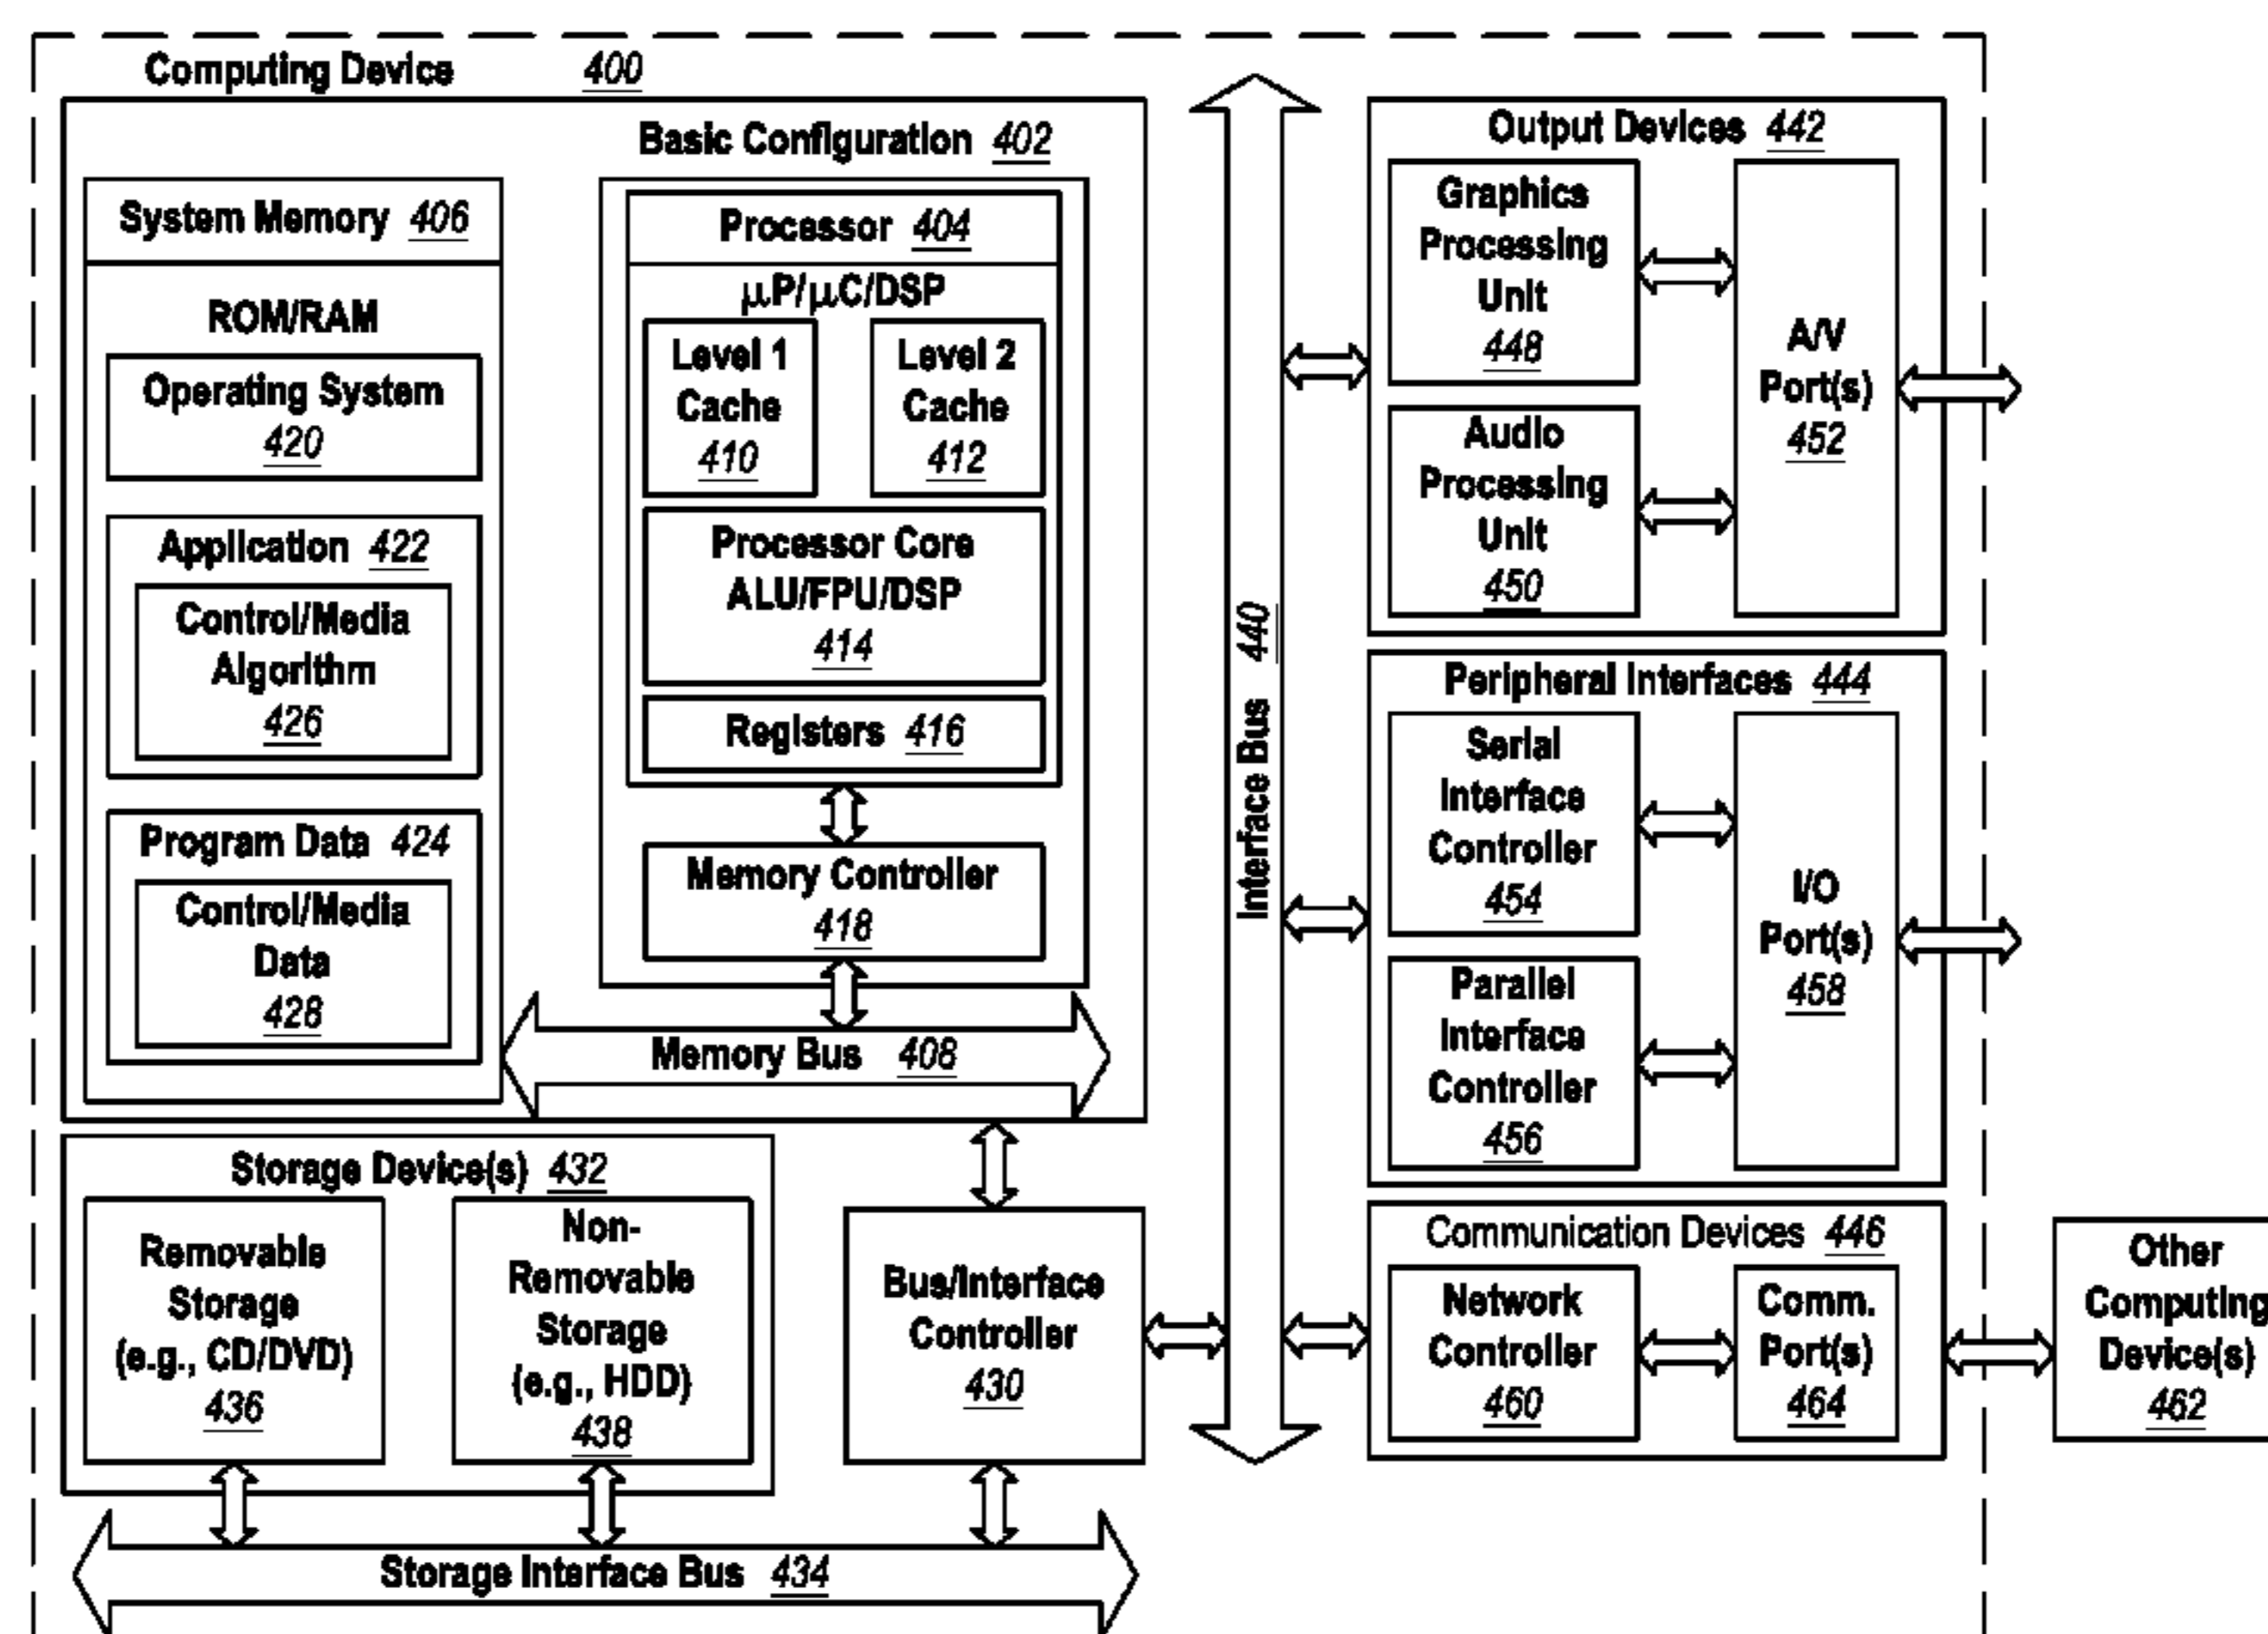 Computing Device 400
Basic Configuration 402
System Memory 406
ROM/RAM
Operating System
420
Application 422
Control/Media
Algorithm
426
Program Data 424
Control/Media
Data
428
Processor 404
µP/µC/DSP
Level 1
Cache
410
Level 2
Cache
412
Processor Core
ALU/FPU/DSP
414
Registers 416
Memory Controller
418
Memory Bus 408
Storage Device(s) 432
Removable
Storage
(e.g., CD/DVD)
436
Non-
Removable
Storage
(e.g., HDD)
438
Bus/Interface
Controller
430
Storage Interface Bus 434
Interface Bus 440
Output Devices 442
Graphics
Processing
Unit
448
Audio
Processing
Unit
450
A/V
Port(s)
452
Peripheral Interfaces 444
Serial
Interface
Controller
454
Parallel
Interface
Controller
456
I/O
Port(s)
458
Communication Devices 446
Network
Controller
460
Comm.
Port(s)
464
Other
Computing
Device(s)
462